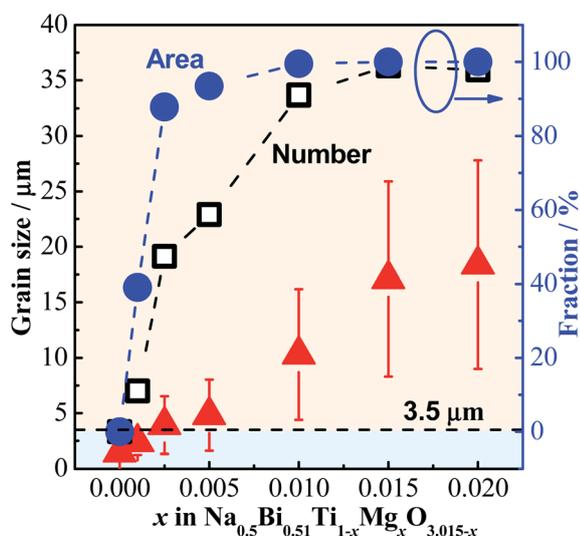 Grain size / µm
40
35
30
25
20
15
10
5
0
Area
Number
3.5 µm
100
80
60
40
20
0
Fraction / %
0.000 0.005 0.010 0.015 0.020
x in Na0.5Bi0.51Ti1-xMgxO3.015-x